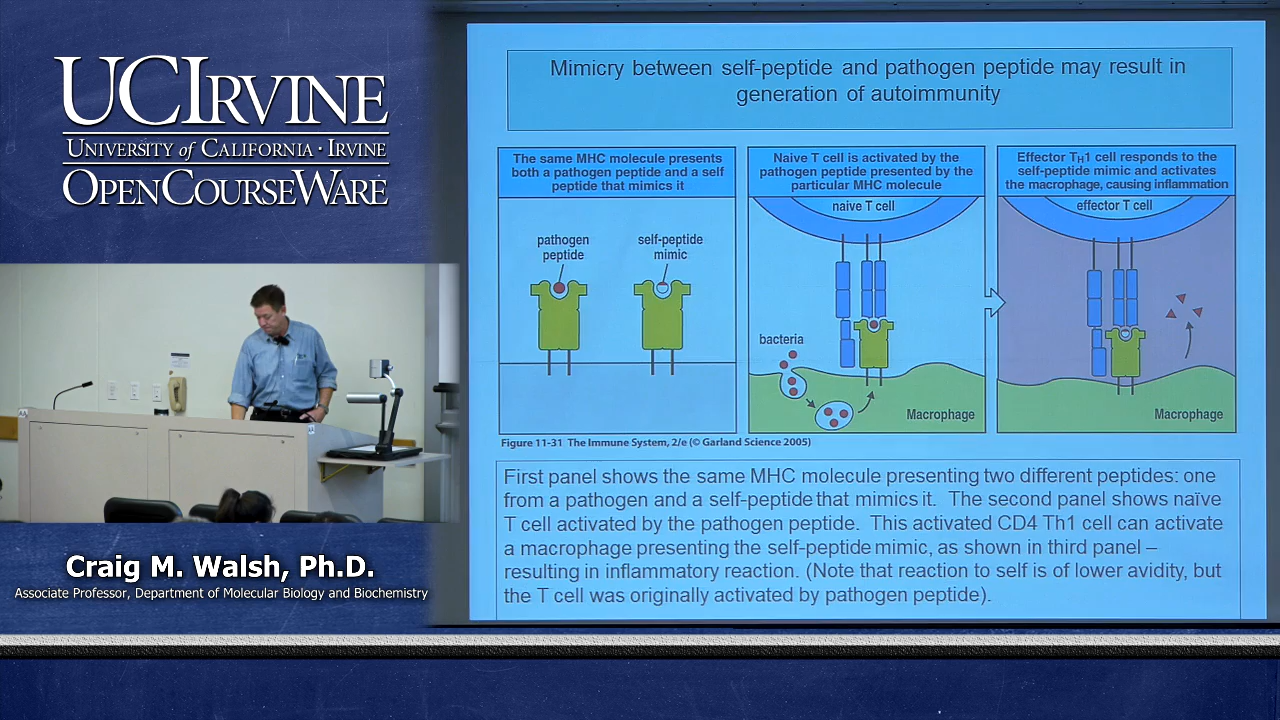 UCIRVINE
UNIVERSITY of CALIFORNIA · IRVINE
OPENCOURSEWARE
Craig M. Walsh, Ph.D.
Associate Professor, Department of Molecular Biology and Biochemistry
Mimicry between self-peptide and pathogen peptide may result in
generation of autoimmunity
The same MHC molecule presents
both a pathogen peptide and a self
peptide that mimics it
pathogen
peptide
self-peptide
mimic
Naive T cell is activated by the
pathogen peptide presented by the
particular MHC molecule
naive T cell
bacteria
Macrophage
Effector TH1 cell responds to the
self-peptide mimic and activates
the macrophage, causing inflammation
effector T cell
Macrophage
Figure 11-31 The Immune System, 2/e (© Garland Science 2005)
First panel shows the same MHC molecule presenting two different peptides: one
from a pathogen and a self-peptide that mimics it. The second panel shows naïve
T cell activated by the pathogen peptide. This activated CD4 Th1 cell can activate
a macrophage presenting the self-peptide mimic, as shown in third panel –
resulting in inflammatory reaction. (Note that reaction to self is of lower avidity, but
the T cell was originally activated by pathogen peptide).